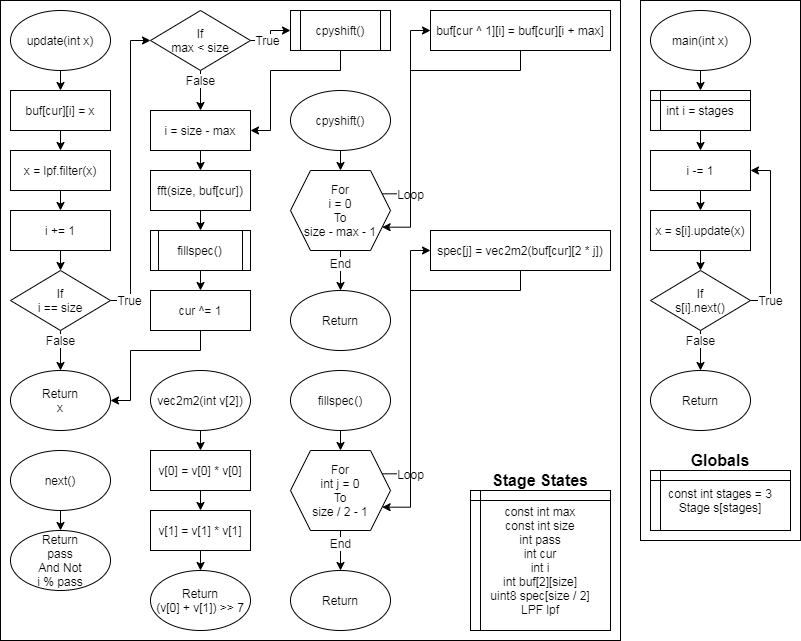 update(int x)
buf[cur][i] = x
x = lpf.filter(x)
i += 1
If
i == size
True
False
Return
x
next()
Return
pass
And Not
i % pass
If
max < size
True
False
i = size - max
fft(size, buf[cur])
fillspec()
cur ^= 1
vec2m2(int v[2])
v[0] = v[0] * v[0]
v[1] = v[1] * v[1]
Return
(v[0] + v[1]) >> 7
cpyshift()
cpyshift()
For
i = 0
To
size - max - 1
Loop
End
Return
buf[cur ^ 1][i] = buf[cur][i + max]
spec[j] = vec2m2(buf[cur][2 * j])
fillspec()
For
int j = 0
To
size / 2 - 1
Loop
End
Return
Stage States
const int max
const int size
int pass
int cur
int i
int buf[2][size]
uint8 spec[size / 2]
LPF lpf
main(int x)
int i = stages
i -= 1
x = s[i].update(x)
If
s[i].next()
True
False
Return
Globals
const int stages = 3
Stage s[stages]